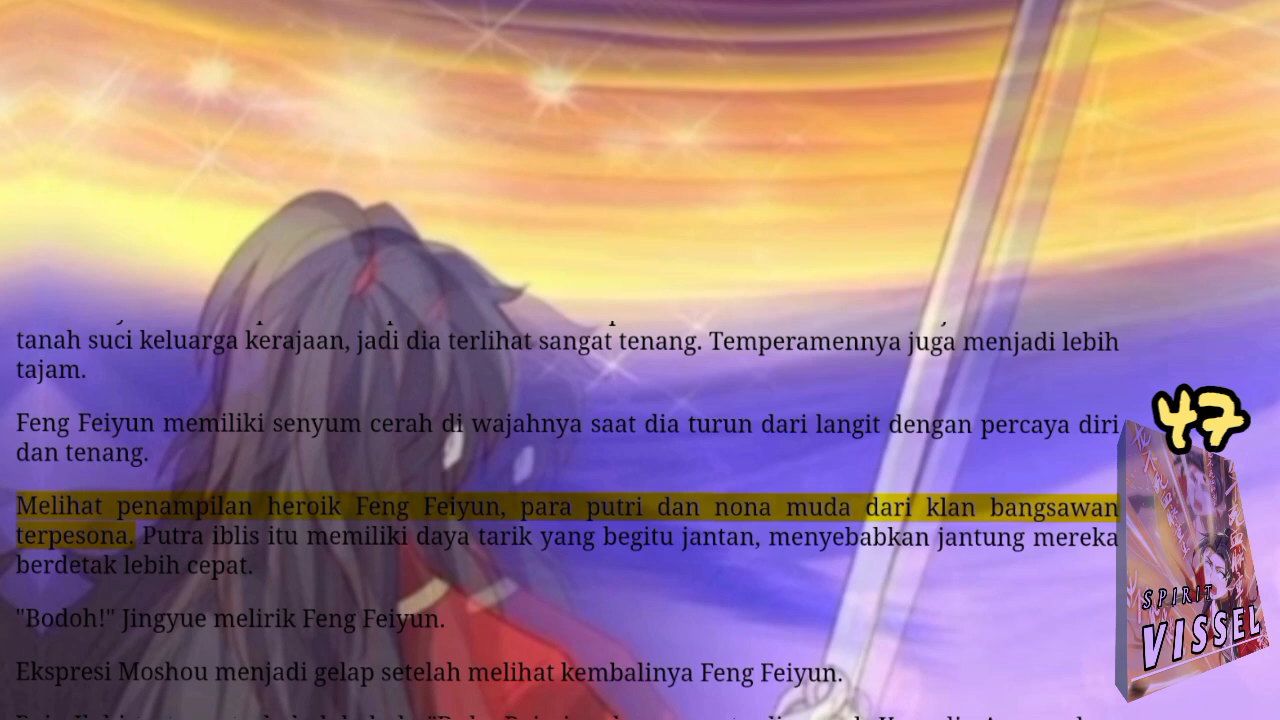 tanah suci keluarga kerajaan, jadi dia terlihat sangat tenang. Temperamennya juga menjadi lebih
tajam.
Feng Feiyun memiliki senyum cerah di wajahnya saat dia turun dari langit dengan percaya diri
dan tenang.
Melihat penampilan heroik Feng Feiyun, para putri dan nona muda dari klan bangsawan
terpesona. Putra iblis itu memiliki daya tarik yang begitu jantan, menyebabkan jantung mereka
berdetak lebih cepat.
"Bodoh!" Jingyue melirik Feng Feiyun.
Ekspresi Moshou menjadi gelap setelah melihat kembalinya Feng Feiyun.
47
SPIRIT
VISSEL